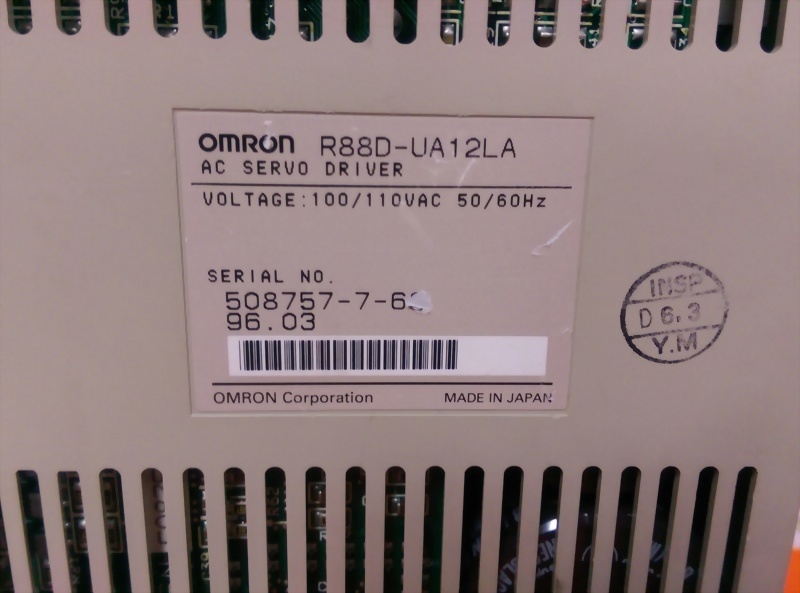 OMRON R88D-UA12LA
AC SERVO DRIVER
VOLTAGE:100/110VAC 50/60Hz
SERIAL NO.
508757-7-6
96.03
OMRON Corporation MADE IN JAPAN
INSP
D 6.3
Y.M